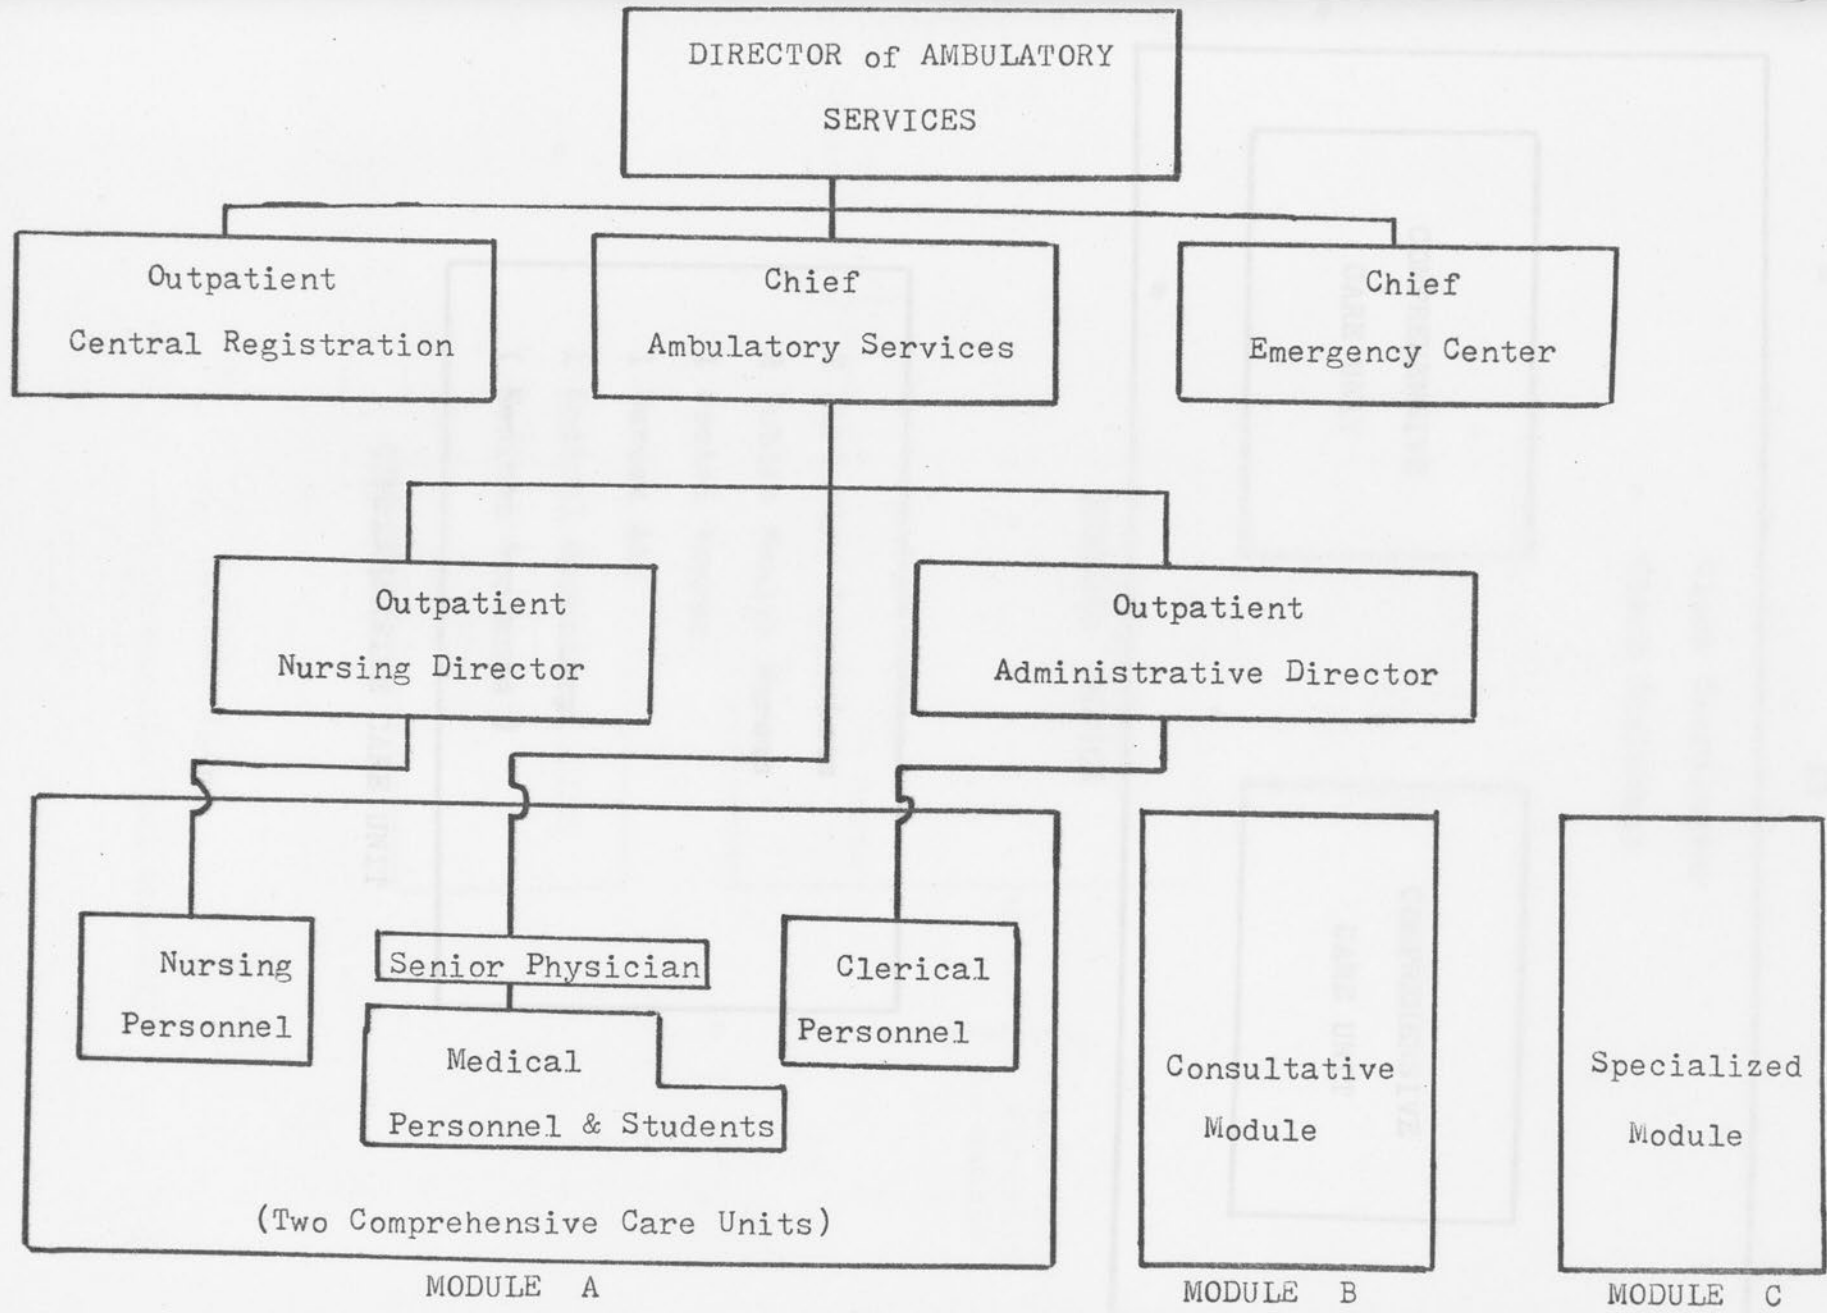 DIRECTOR of AMBULATORY
SERVICES
Outpatient
Central Registration
Chief
Ambulatory Services
Chief
Emergency Center
Outpatient
Nursing Director
Outpatient
Administrative Director
Nursing
Personnel
Senior Physician
Medical
Personnel & Students
Clerical
Personnel
(Two Comprehensive Care Units)
MODULE A
Consultative
Module
MODULE B
Specialized
Module
MODULE C